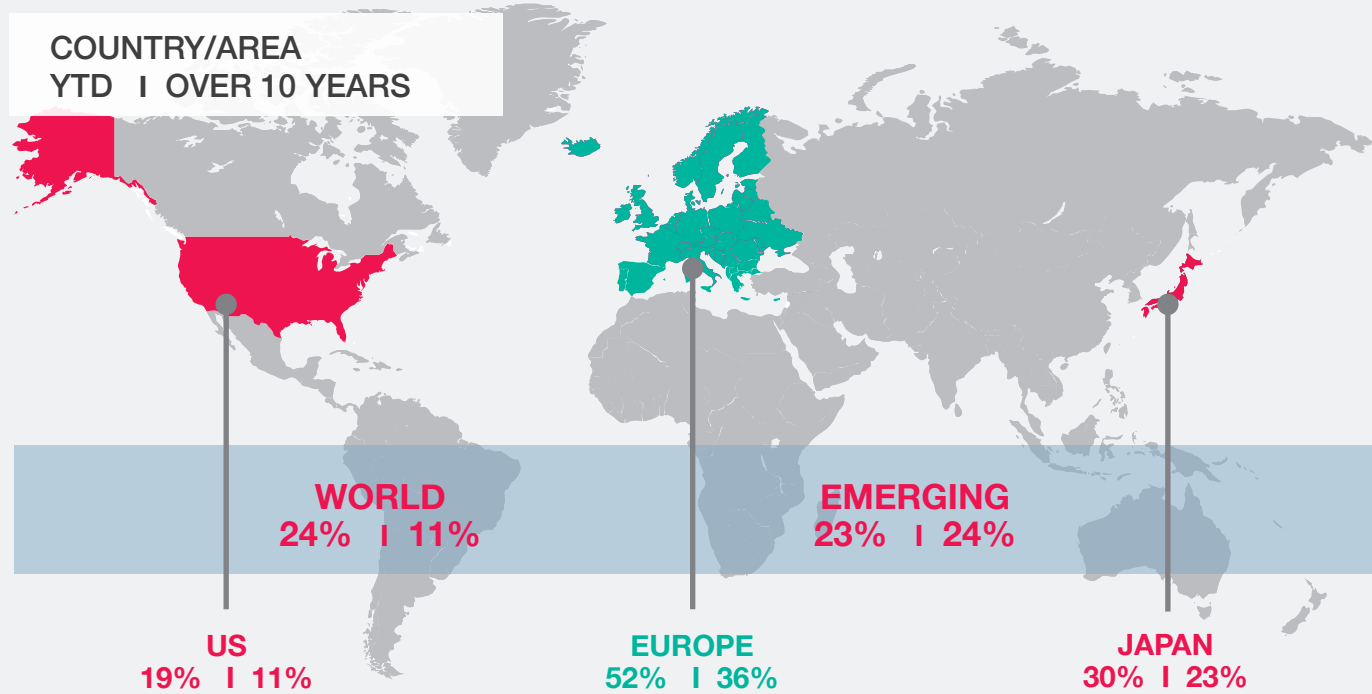 COUNTRY/AREA
YTD I OVER 10 YEARS
WORLD
24% I 11%
EMERGING
23% I 24%
US
19% I 11%
EUROPE
52% I 36%
JAPAN
30% I 23%